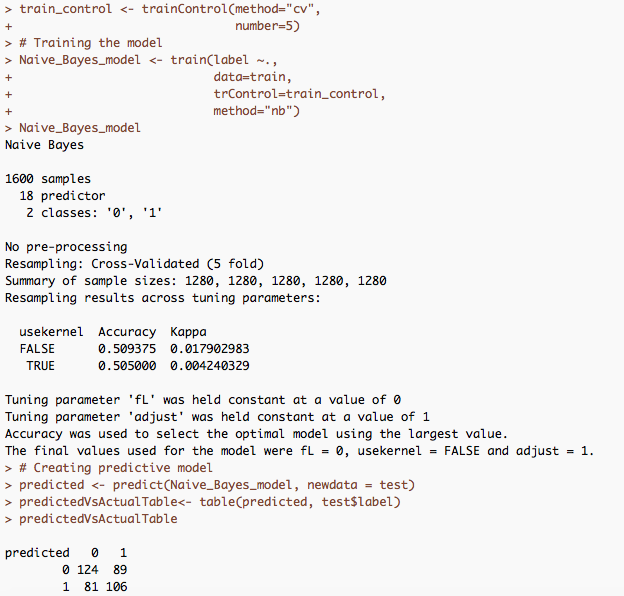 > train_control <- trainControl(method="cv",
+                               number=5)
> # Training the model
> Naive_Bayes_model <- train(label ~.,
+                            data=train,
+                            trControl=train_control,
+                            method="nb")
> Naive_Bayes_model
Naive Bayes

1600 samples
  18 predictor
   2 classes: '0', '1'

No pre-processing
Resampling: Cross-Validated (5 fold)
Summary of sample sizes: 1280, 1280, 1280, 1280, 1280
Resampling results across tuning parameters:

  usekernel  Accuracy  Kappa
  FALSE      0.509375  0.017902983
   TRUE      0.505000  0.004240329

Tuning parameter 'fL' was held constant at a value of 0
Tuning parameter 'adjust' was held constant at a value of 1
Accuracy was used to select the optimal model using the largest value.
The final values used for the model were fL = 0, usekernel = FALSE and adjust = 1.
> # Creating predictive model
> predicted <- predict(Naive_Bayes_model, newdata = test)
> predictedVsActualTable<- table(predicted, test$label)
> predictedVsActualTable

predicted   0   1
        0 124  89
        1  81 106